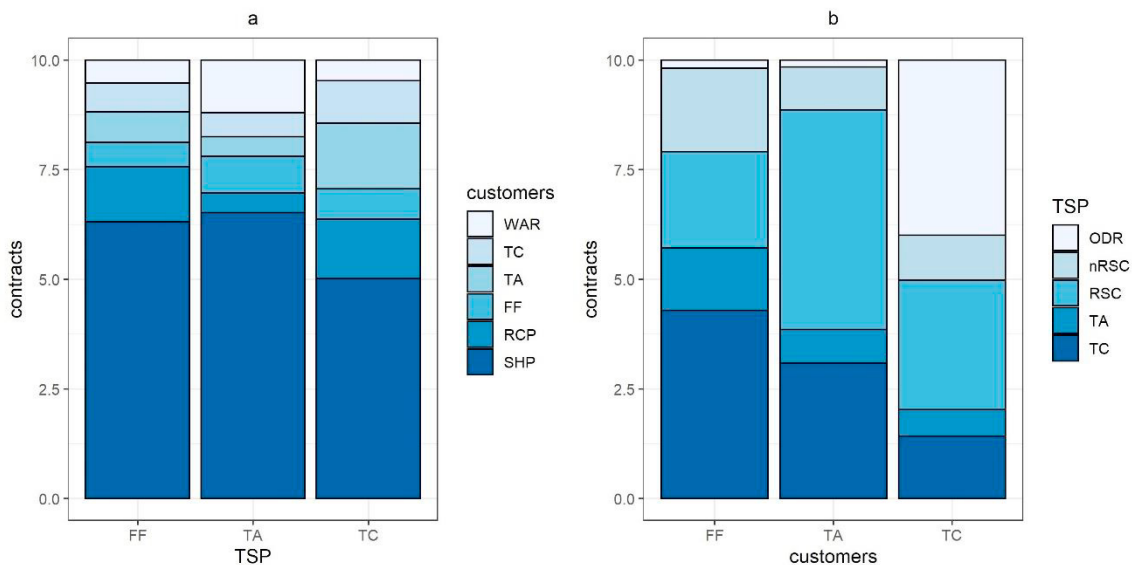 a
contracts
10.0
7.5
5.0
2.5
0.0
FF
TA
TC
TSP
customers
WAR
TC
TA
FF
RCP
SHP
b
contracts
10.0
7.5
5.0
2.5
0.0
FF
TA
TC
customers
TSP
ODR
nRSC
RSC
TA
TC